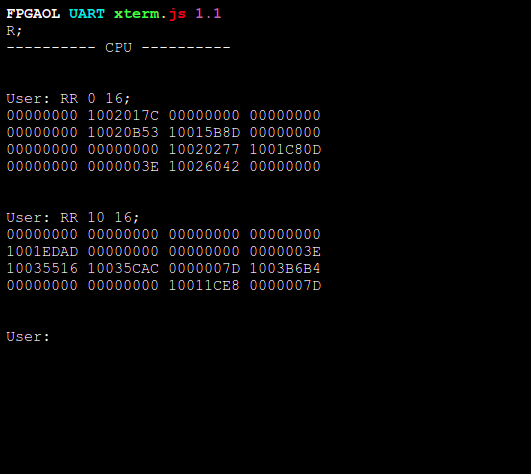 FPGAOL UART xterm.js 1.1
R;
---------- CPU ----------
User: RR 0 16;
00000000 1002017C 00000000 00000000
00000000 10020B53 10015B8D 00000000
00000000 00000000 10020277 1001C80D
00000000 0000003E 10026042 00000000
User: RR 10 16;
00000000 00000000 00000000 00000000
1001EDAD 00000000 00000000 0000003E
10035516 10035CAC 0000007D 1003B6B4
00000000 00000000 10011CE8 0000007D
User: